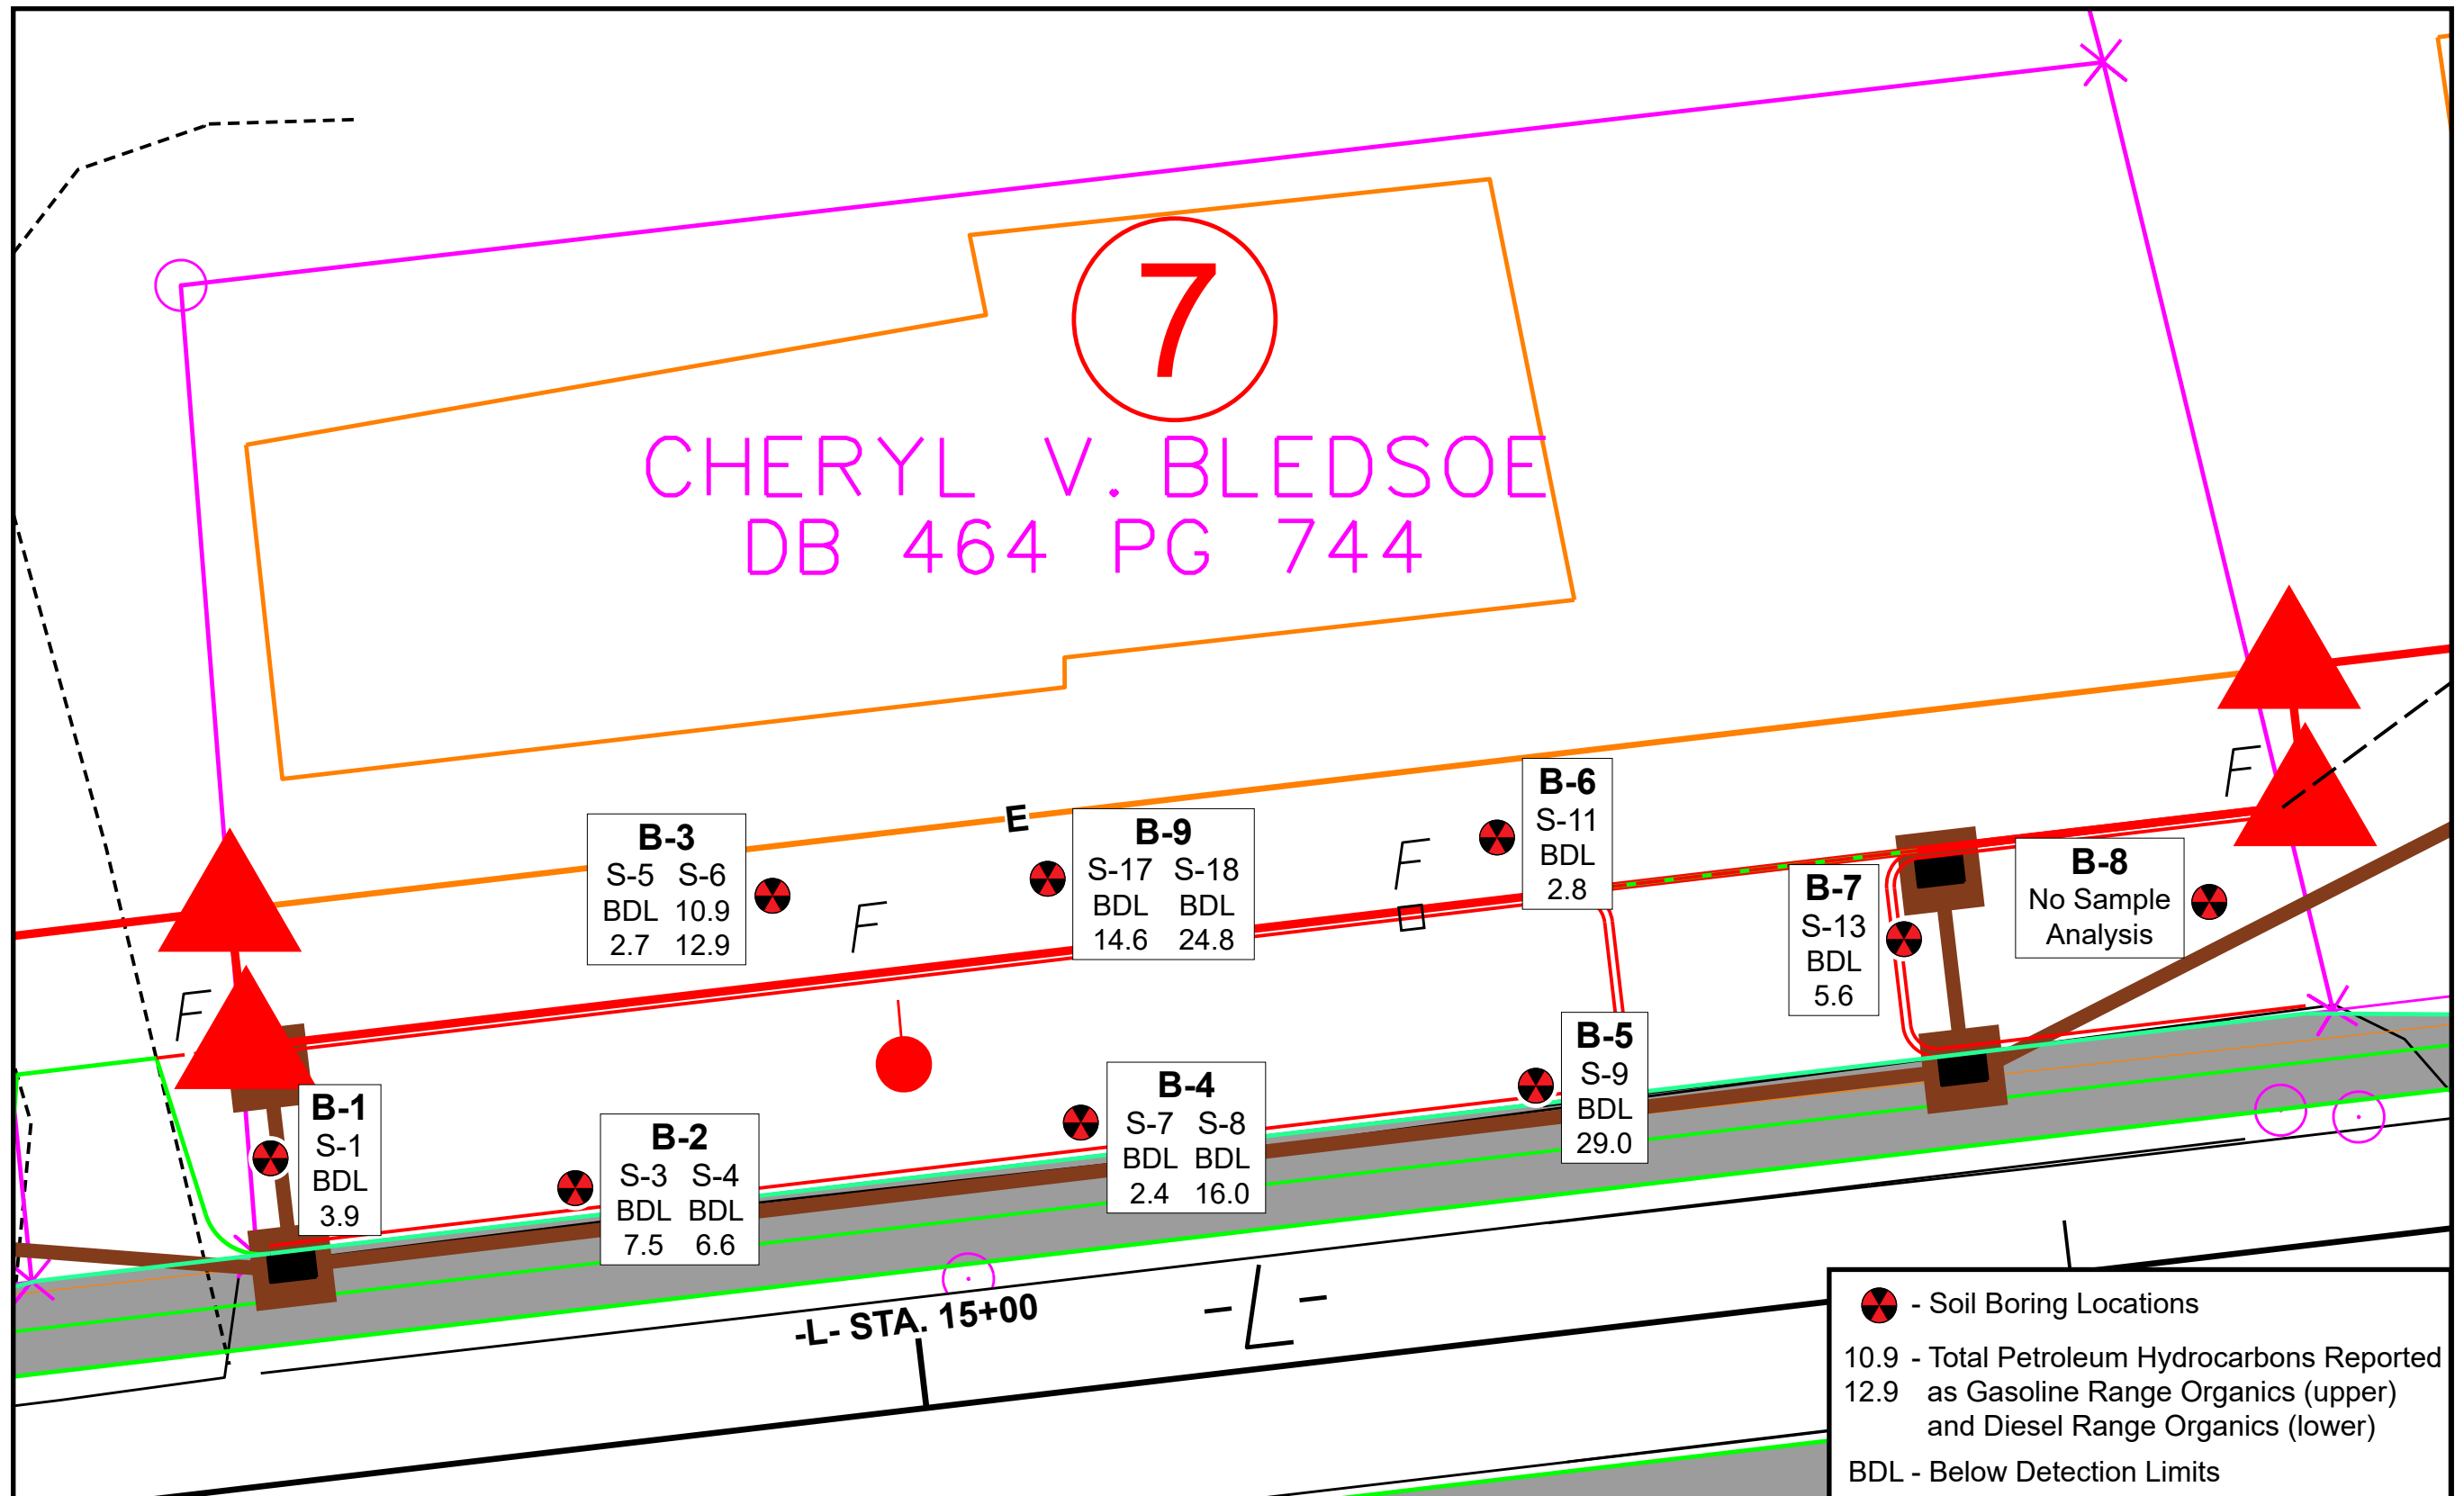 7
CHERYL V. BLEDSOE
DB 464 PG 744
E
B-3
S-5 S-6
BDL 10.9
2.7 12.9
B-9
S-17 S-18
BDL BDL
14.6 24.8
B-6
S-11
BDL
2.8
B-7
S-13
BDL
5.6
B-8
No Sample
Analysis
F
F
F
F
B-1
S-1
BDL
3.9
B-2
S-3 S-4
BDL BDL
7.5 6.6
B-4
S-7 S-8
BDL BDL
2.4 16.0
B-5
S-9
BDL
29.0
-L- STA. 15+00
-L-
- Soil Boring Locations
10.9 - Total Petroleum Hydrocarbons Reported
12.9 as Gasoline Range Organics (upper)
and Diesel Range Organics (lower)
BDL - Below Detection Limits